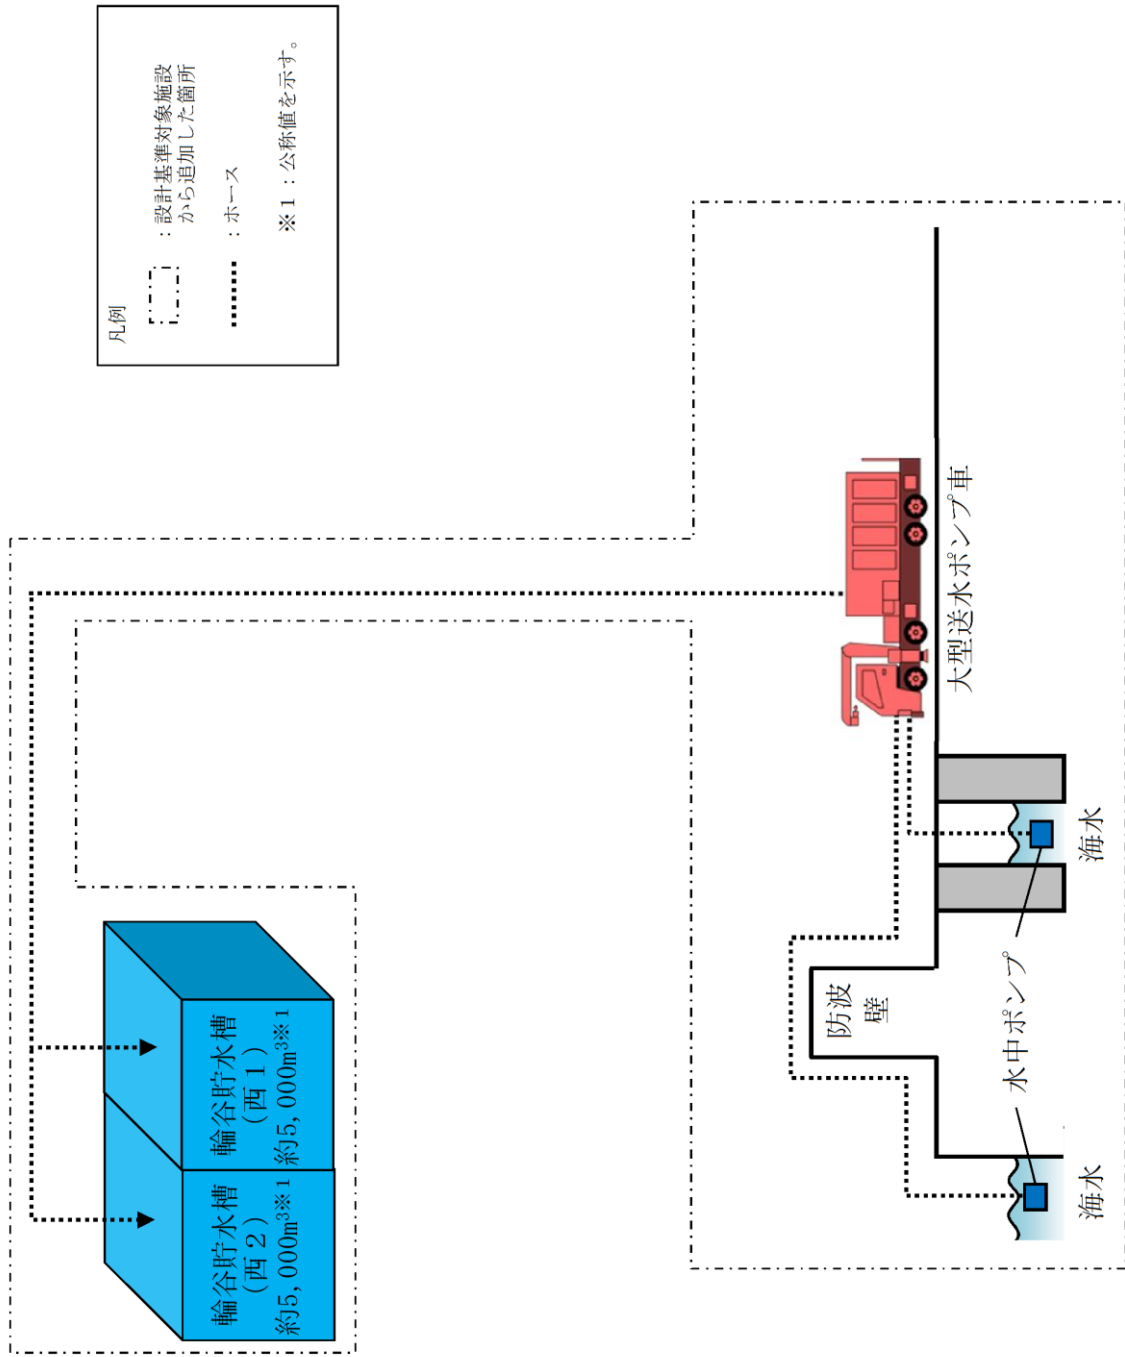 凡例
：設計基準対象施設
から追加した箇所
：ホース
※1：公称値を示す。
輪谷貯水槽
(西2)
約5,000m³※1
輪谷貯水槽
(西1)
約5,000m³※1
大型送水ポンプ車
防波
壁
水中ポンプ
海水
海水